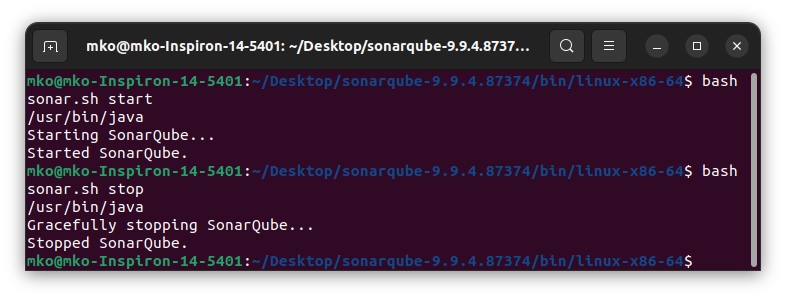 mko@mko-Inspiron-14-5401: ~/Desktop/sonarqube-9.9.4.8737…
mko@mko-Inspiron-14-5401:~/Desktop/sonarqube-9.9.4.87374/bin/linux-x86-64$ bash
sonar.sh start
/usr/bin/java
Starting SonarQube...
Started SonarQube.
mko@mko-Inspiron-14-5401:~/Desktop/sonarqube-9.9.4.87374/bin/linux-x86-64$ bash
sonar.sh stop
/usr/bin/java
Gracefully stopping SonarQube...
Stopped SonarQube.
mko@mko-Inspiron-14-5401:~/Desktop/sonarqube-9.9.4.87374/bin/linux-x86-64$